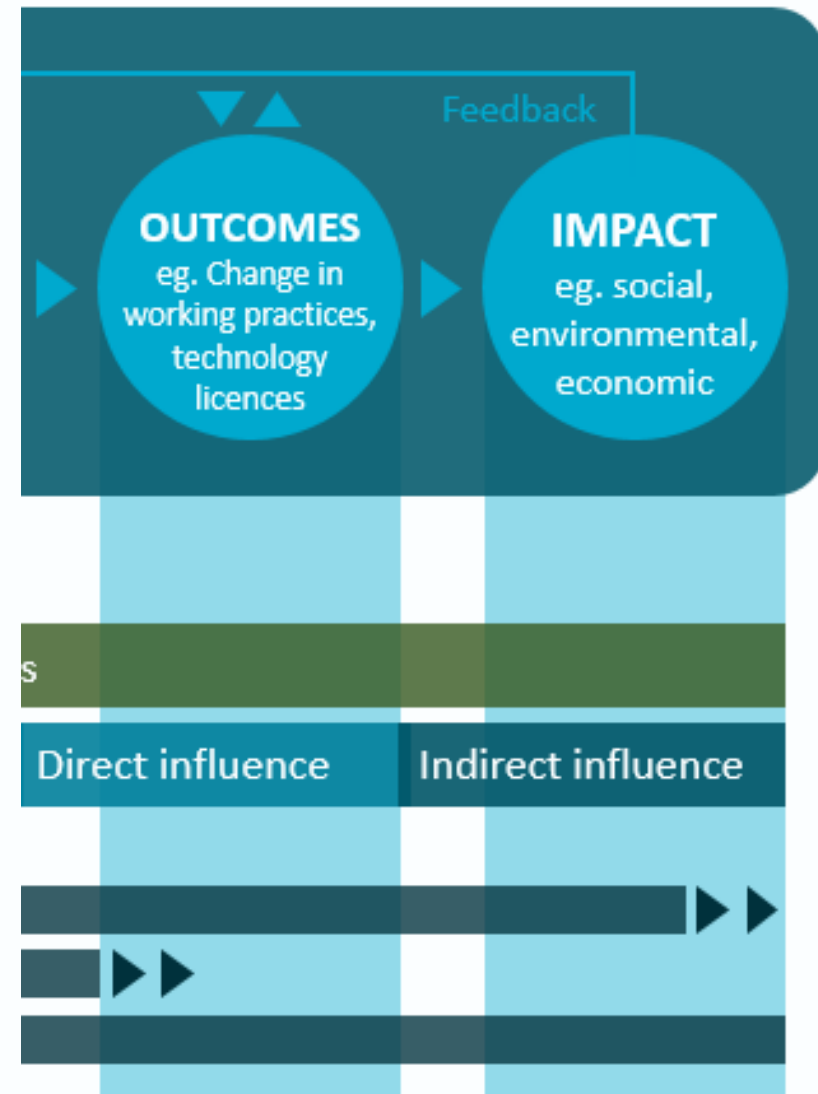 Feedback
OUTCOMES
eg. Change in
working practices,
technology
licences
IMPACT
eg. social,
environmental,
economic
s
Direct influence
Indirect influence